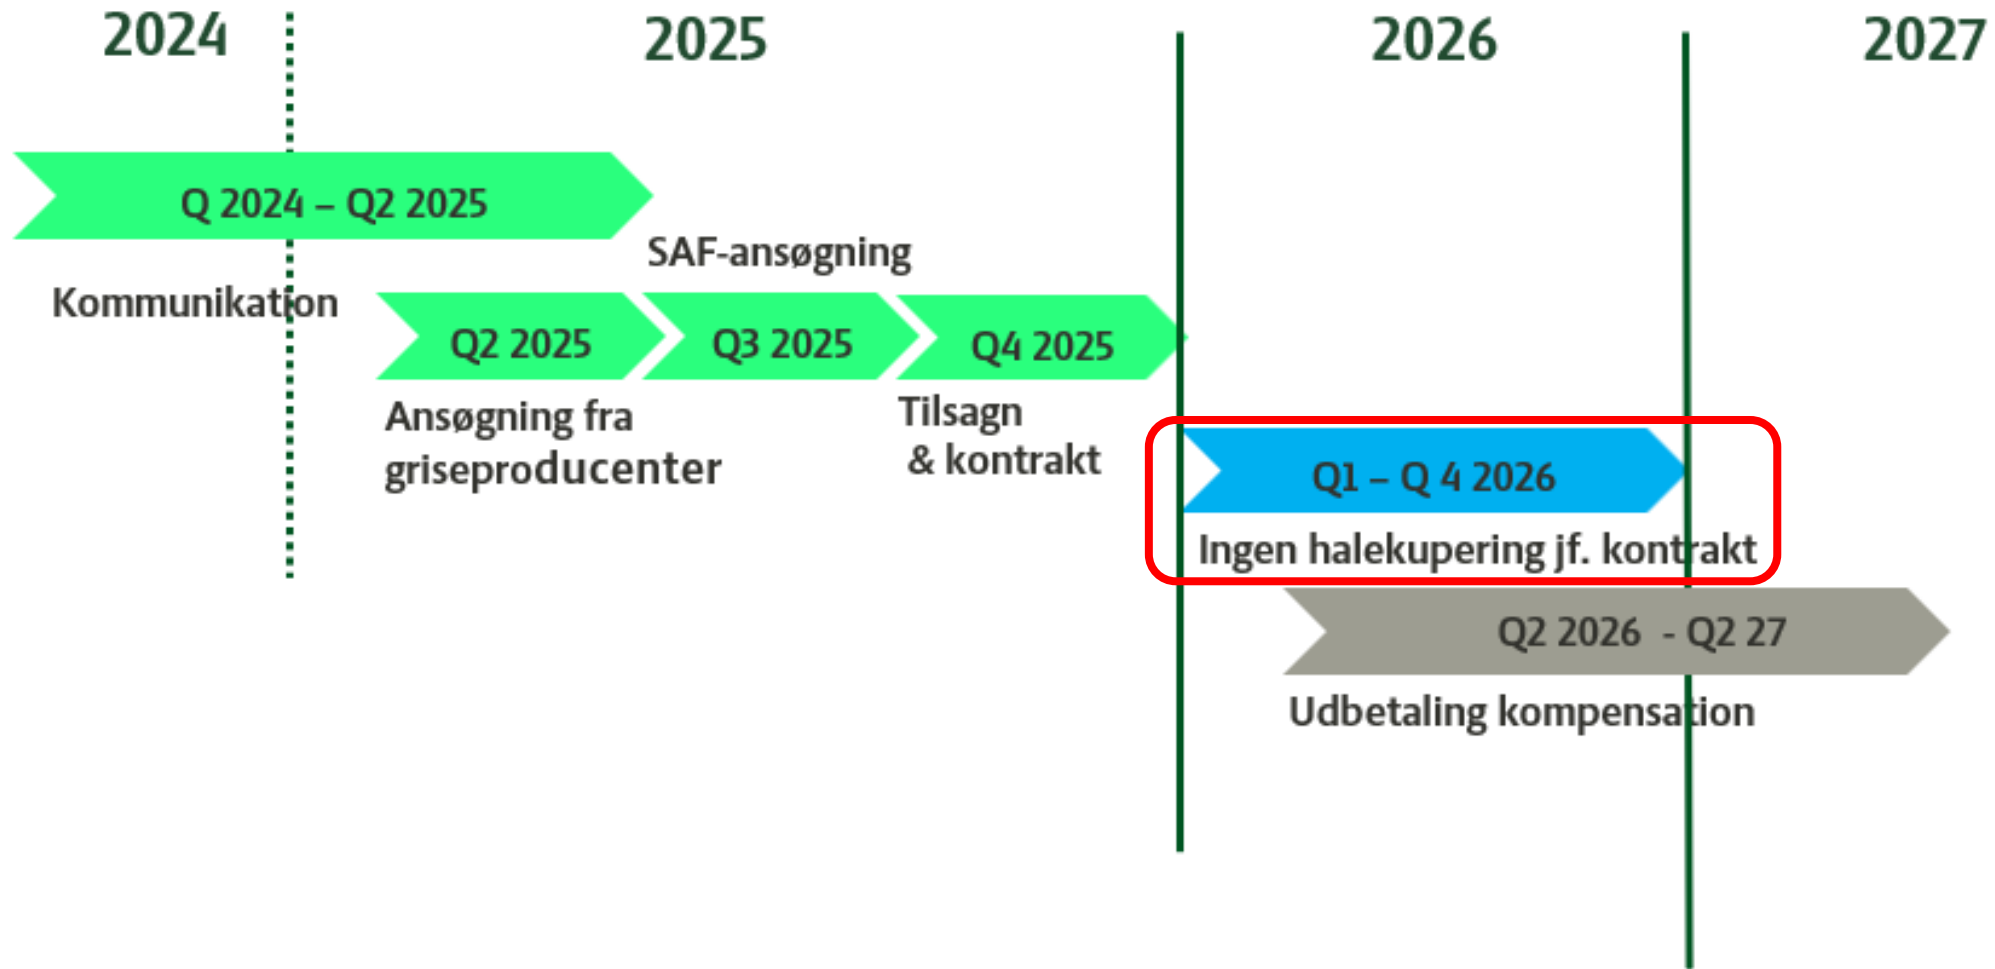 2024
2025
2026
2027
Q 2024 – Q2 2025
Kommunikation
SAF-ansøgning
Q2 2025
Q3 2025
Q4 2025
Ansøgning fra
griseproducenter
Tilsagn
& kontrakt
Q1 – Q 4 2026
Ingen halekupering jf. kontrakt
Q2 2026 - Q2 27
Udbetaling kompensation